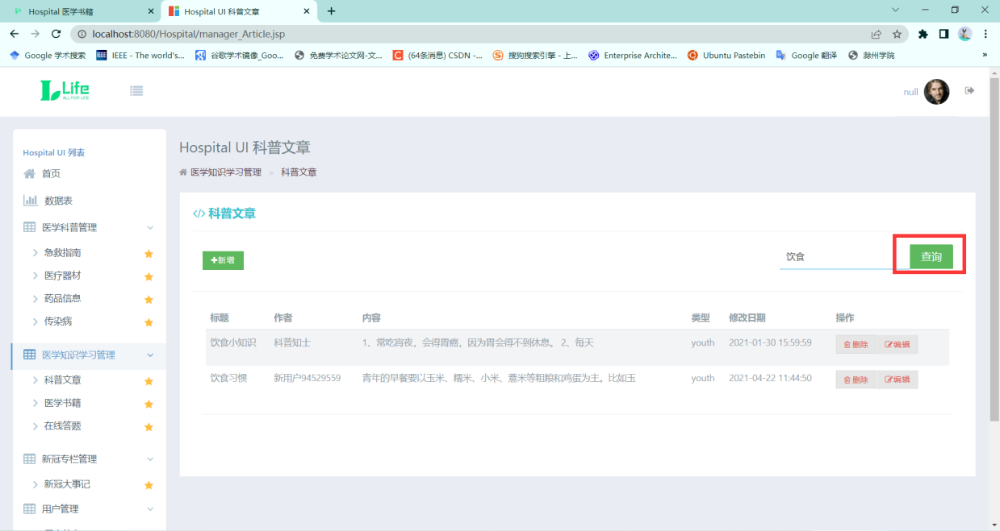 Hospital 医学书籍
Hospital UI 科普文章
localhost:8080/Hospital/manager_Article.jsp
Google 学术搜索 IEEE - The world's... 谷歌学术镜像_Goo... 免费学术论文网-文... (64条消息) CSDN -... 搜狗搜索引擎 - 上... Enterprise Archite... Ubuntu Pastebin Google 翻译 滁州学院 »
Life
ALL FOR LIFE
null
Hospital UI 列表
首页
数据表
医学科普管理
急救指南
医疗器材
药品信息
传染病
医学知识学习管理
科普文章
医学书籍
在线答题
新冠专栏管理
新冠大事记
用户管理
Hospital UI 科普文章
医学知识学习管理 » 科普文章
</> 科普文章
+新增
饮食
查询
标题 作者 内容 类型 修改日期 操作
饮食小知识 科普知士 1、常吃宵夜，会得胃癌，因为胃会得不到休息。 2、每天 youth 2021-01-30 15:59:59 删除 编辑
饮食习惯 新用户94529559 青年的早餐要以玉米、糯米、小米、薏米等粗粮和鸡蛋为主。比如玉 youth 2021-04-22 11:44:50 删除 编辑